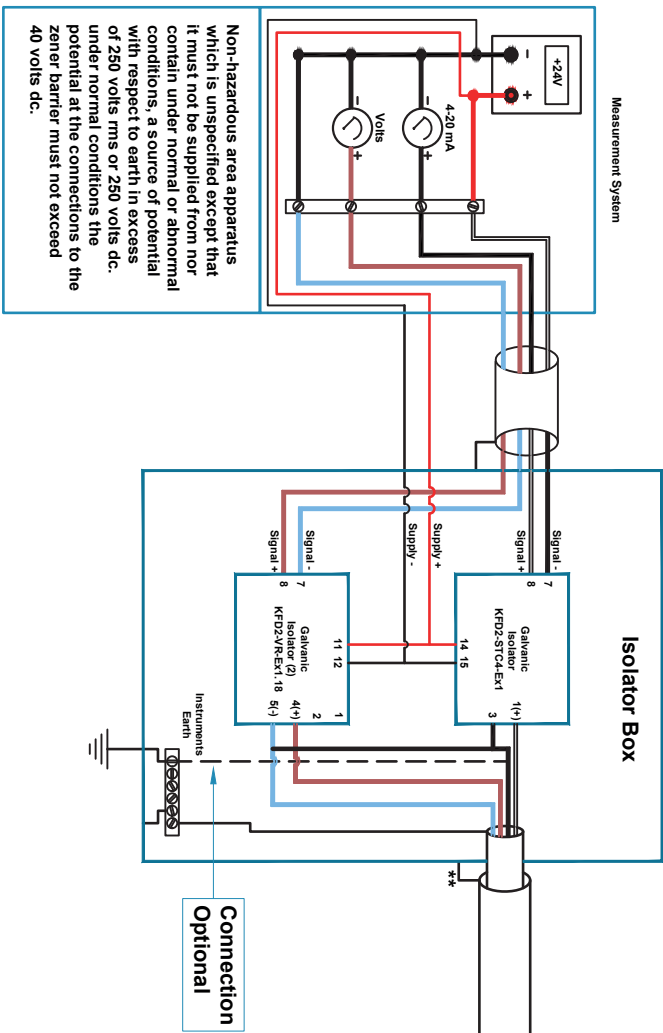 Measurement System
+24V
-
+
4-20 mA
-
+
Volts
-
+
Non-hazardous area apparatus
which is unspecified except that
it must not be supplied from nor
contain under normal or abnormal
conditions, a source of potential
with respect to earth in excess
of 250 volts rms or 250 volts dc.
under normal conditions the
potential at the connections to the
zener barrier must not exceed
40 volts dc.
Isolator Box
Signal -
7
Signal +
8
Galvanic
Isolator
KFD2-STC4-Ex1
1(+)
3
14 15
Supply +
Supply -
Signal -
7
Signal +
8
Galvanic
Isolator (2)
KFD2-VR-Ex1.18
11 12
1
2
4(+)
5(-)
Instruments
Earth
**
Connection
Optional